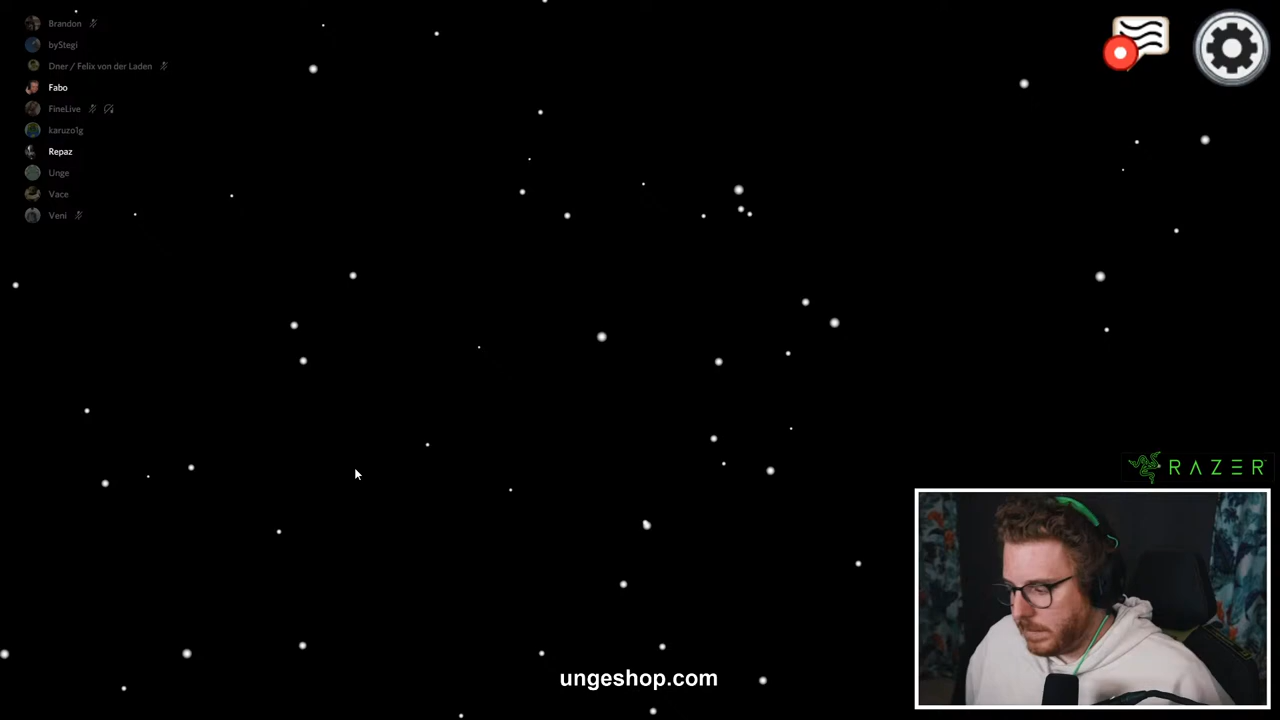 Brandon
byStegi
Dner / Felix von der Laden
Fabo
FineLive
karuzo1g
Repaz
Unge
Vace
Veni
RAZER
ungeshop.com